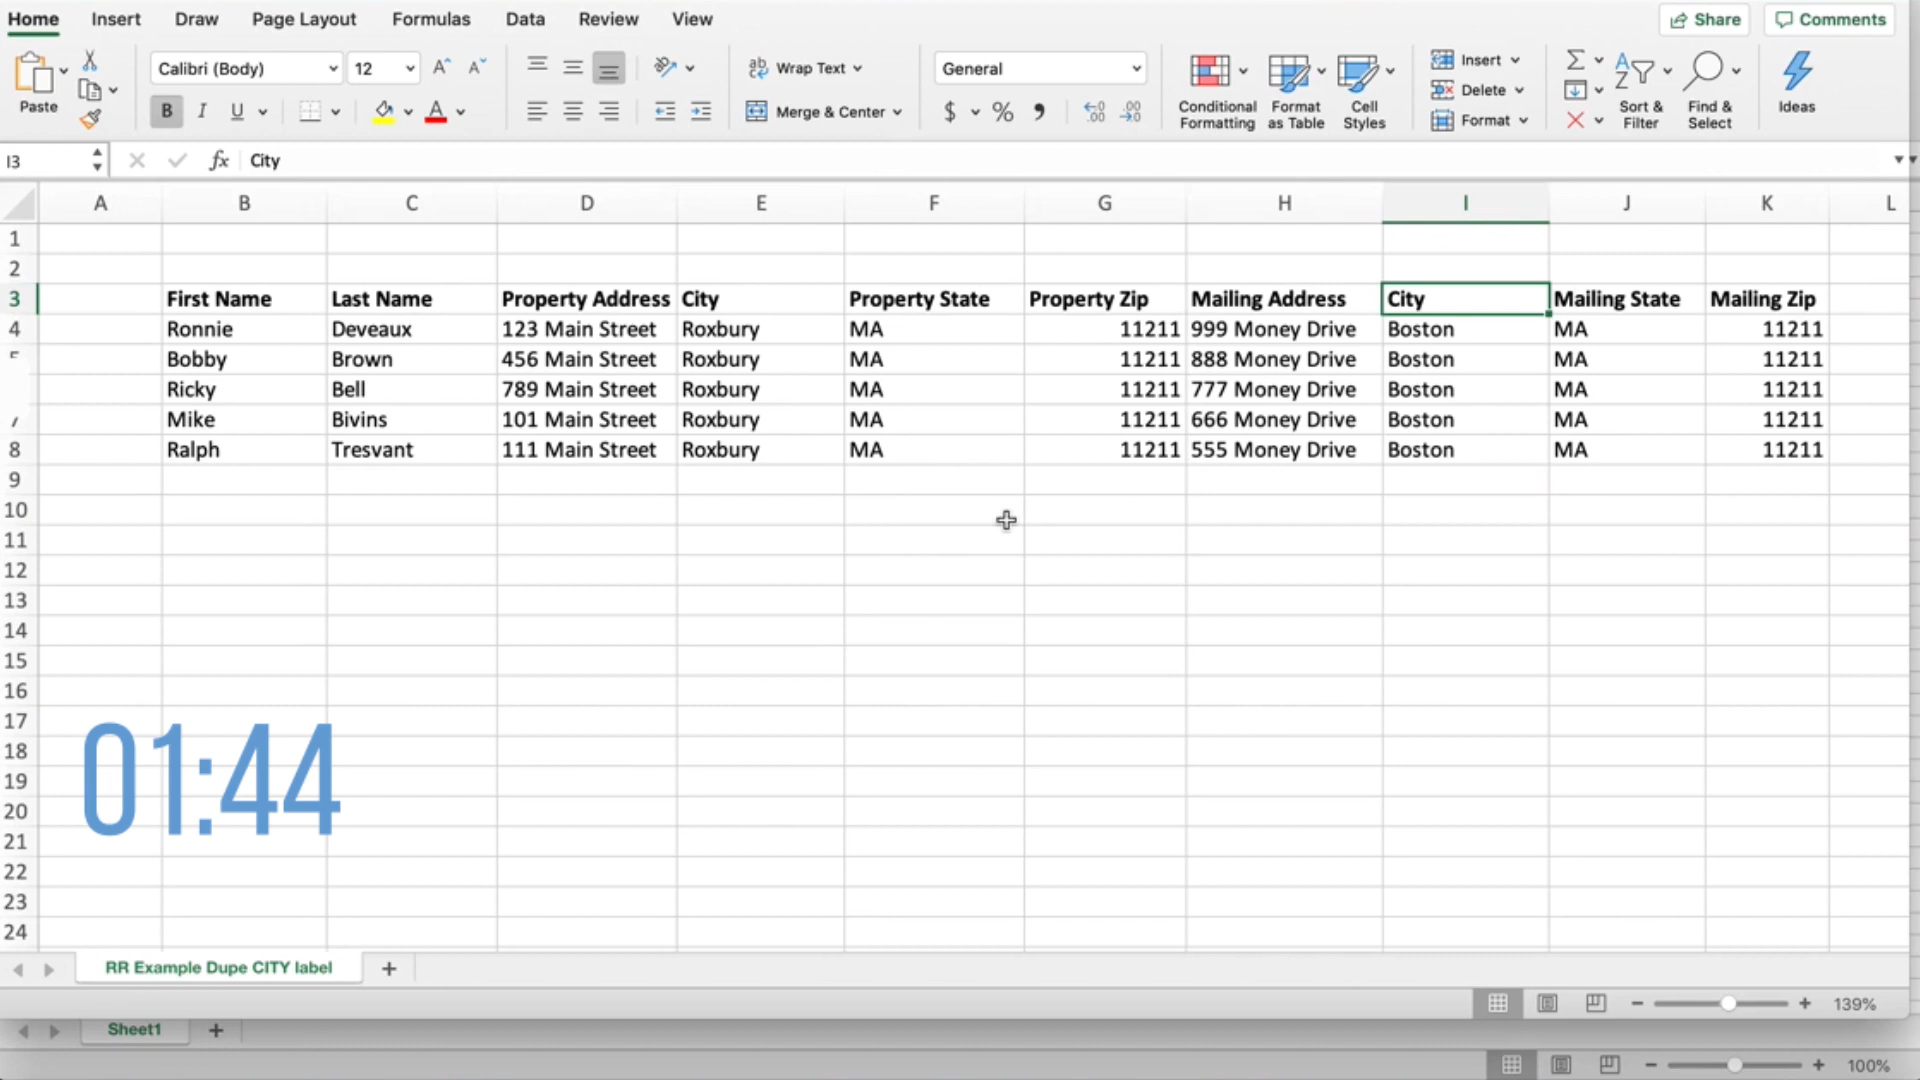 Home Insert Draw Page Layout Formulas Data Review View Share Comments
Paste Calibri (Body) 12 A A Wrap Text General Conditional Formatting Format as Table Cell Styles Insert Delete Format Sort & Filter Find & Select Ideas
B I U A Merge & Center $ % 
I3 fx City
A B C D E F G H I J K L
1
2
3 First Name Last Name Property Address City Property State Property Zip Mailing Address City Mailing State Mailing Zip
4 Ronnie Deveaux 123 Main Street Roxbury MA 11211 999 Money Drive Boston MA 11211
Bobby Brown 456 Main Street Roxbury MA 11211 888 Money Drive Boston MA 11211
Ricky Bell 789 Main Street Roxbury MA 11211 777 Money Drive Boston MA 11211
Mike Bivins 101 Main Street Roxbury MA 11211 666 Money Drive Boston MA 11211
8 Ralph Tresvant 111 Main Street Roxbury MA 11211 555 Money Drive Boston MA 11211
9
10
11
12
13
14
15
16
17
18
19
20
21
22
23
24
01:44
RR Example Dupe CITY label +
139%
Sheet1 +
100%